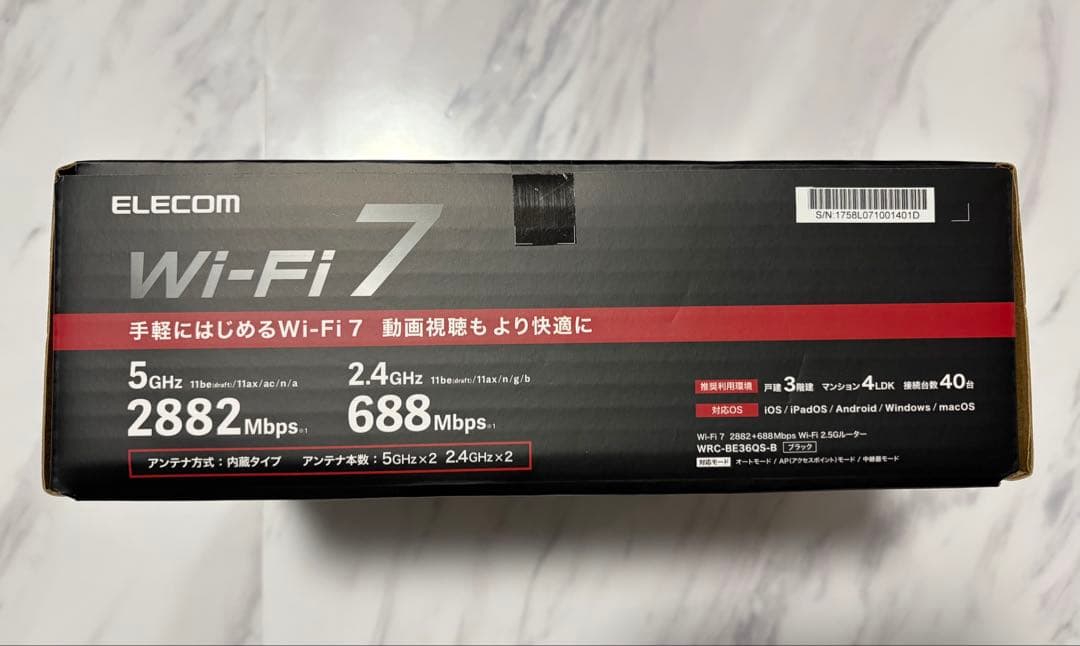 ELECOM
S/N:1758L071001401D
Wi-Fi 7
手軽にはじめるWi-Fi 7 動画視聴も より快適に
5GHz 11be(draft)/11ax/ac/n/a
2882Mbps※1
2.4GHz 11be(draft)/11ax/n/g/b
688Mbps※1
アンテナ方式:内蔵タイプ アンテナ本数:5GHz×2 2.4GHz×2
推奨利用環境 戸建3階建 マンション4LDK 接続台数40台
対応OS iOS / iPadOS / Android / Windows / macOS
Wi-Fi 7 2882+688Mbps Wi-Fi 2.5Gルーター
WRC-BE36QS-B ブラック
対応モード オートモード / AP(アクセスポイント)モード / 中継器モード